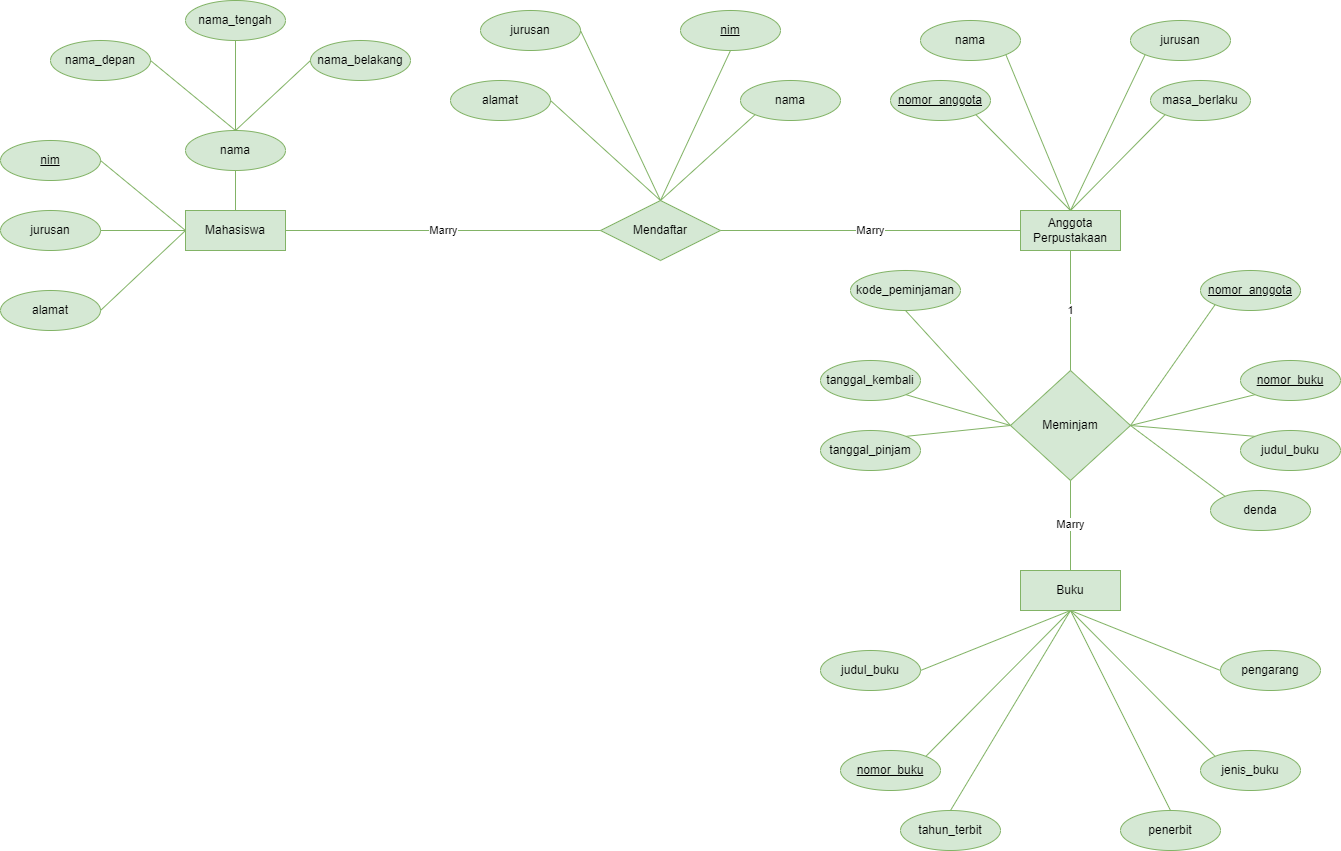 nama_tengah
nama_depan
nama_belakang
nama
nim
jurusan
alamat
Mahasiswa
Marry
jurusan
nim
alamat
nama
Mendaftar
Marry
nama
jurusan
nomor_anggota
masa_berlaku
Anggota
Perpustakaan
1
kode_peminjaman
nomor_anggota
tanggal_kembali
nomor_buku
Meminjam
tanggal_pinjam
judul_buku
denda
Marry
Buku
judul_buku
pengarang
nomor_buku
jenis_buku
tahun_terbit
penerbit